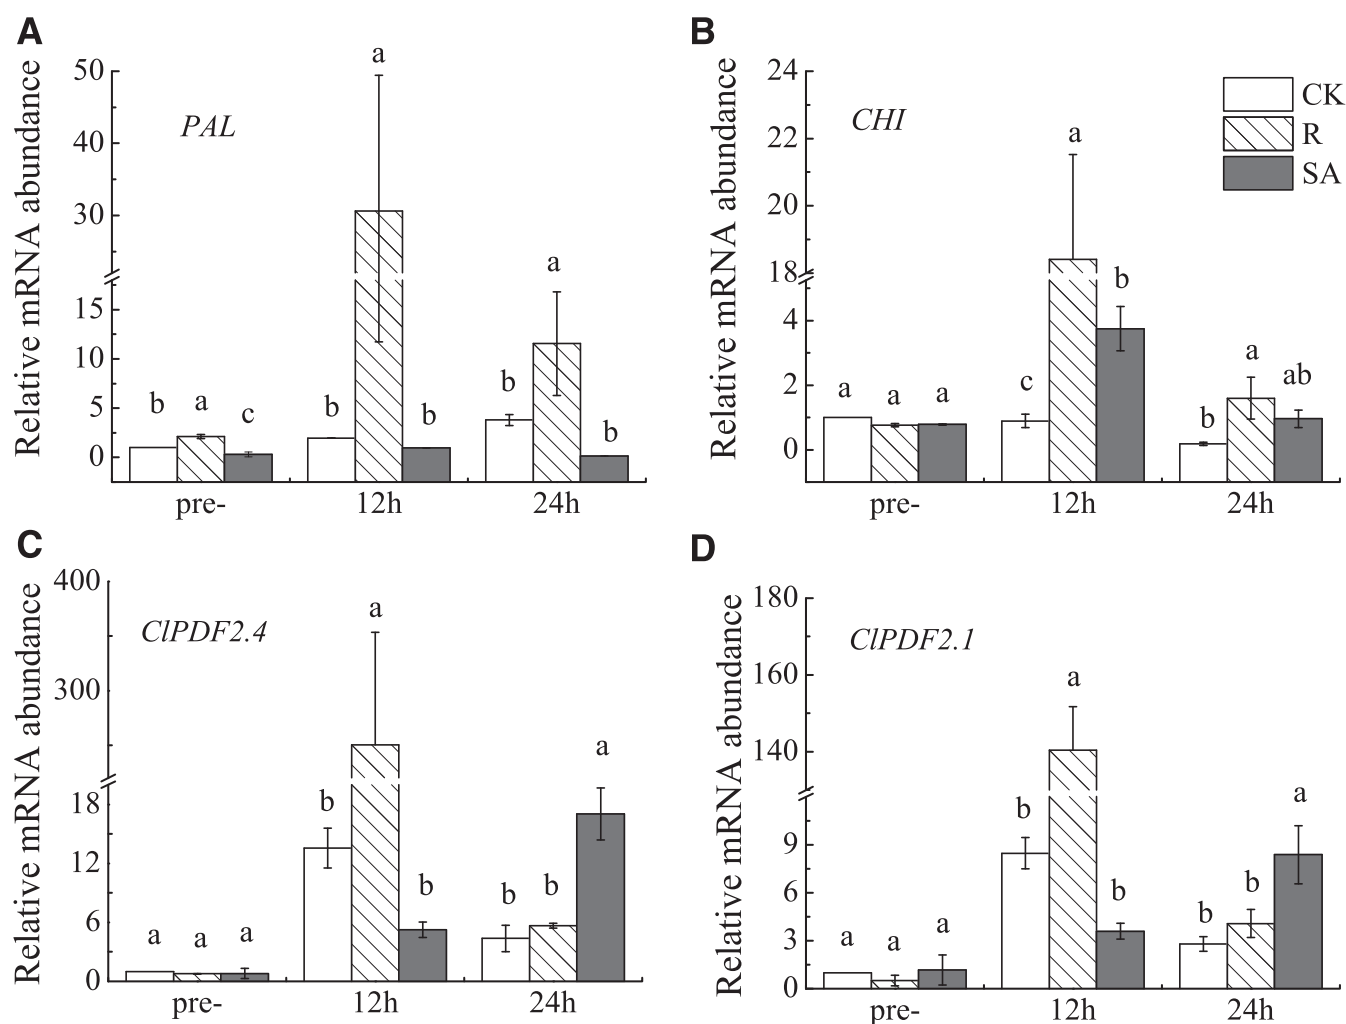 A
Relative mRNA abundance
PAL
50
40
30
15
10
5
0
b a c
b a b
b a b
pre- 12h 24h
B
Relative mRNA abundance
CHI
CK
R
SA
24
22
20
18
4
2
0
a a a
c a b
b a ab
pre- 12h 24h
C
Relative mRNA abundance
ClPDF2.4
400
300
18
12
6
0
a a a
b a b
b b a
pre- 12h 24h
D
Relative mRNA abundance
ClPDF2.1
180
160
140
9
6
3
0
a a a
b a b
b b a
pre- 12h 24h